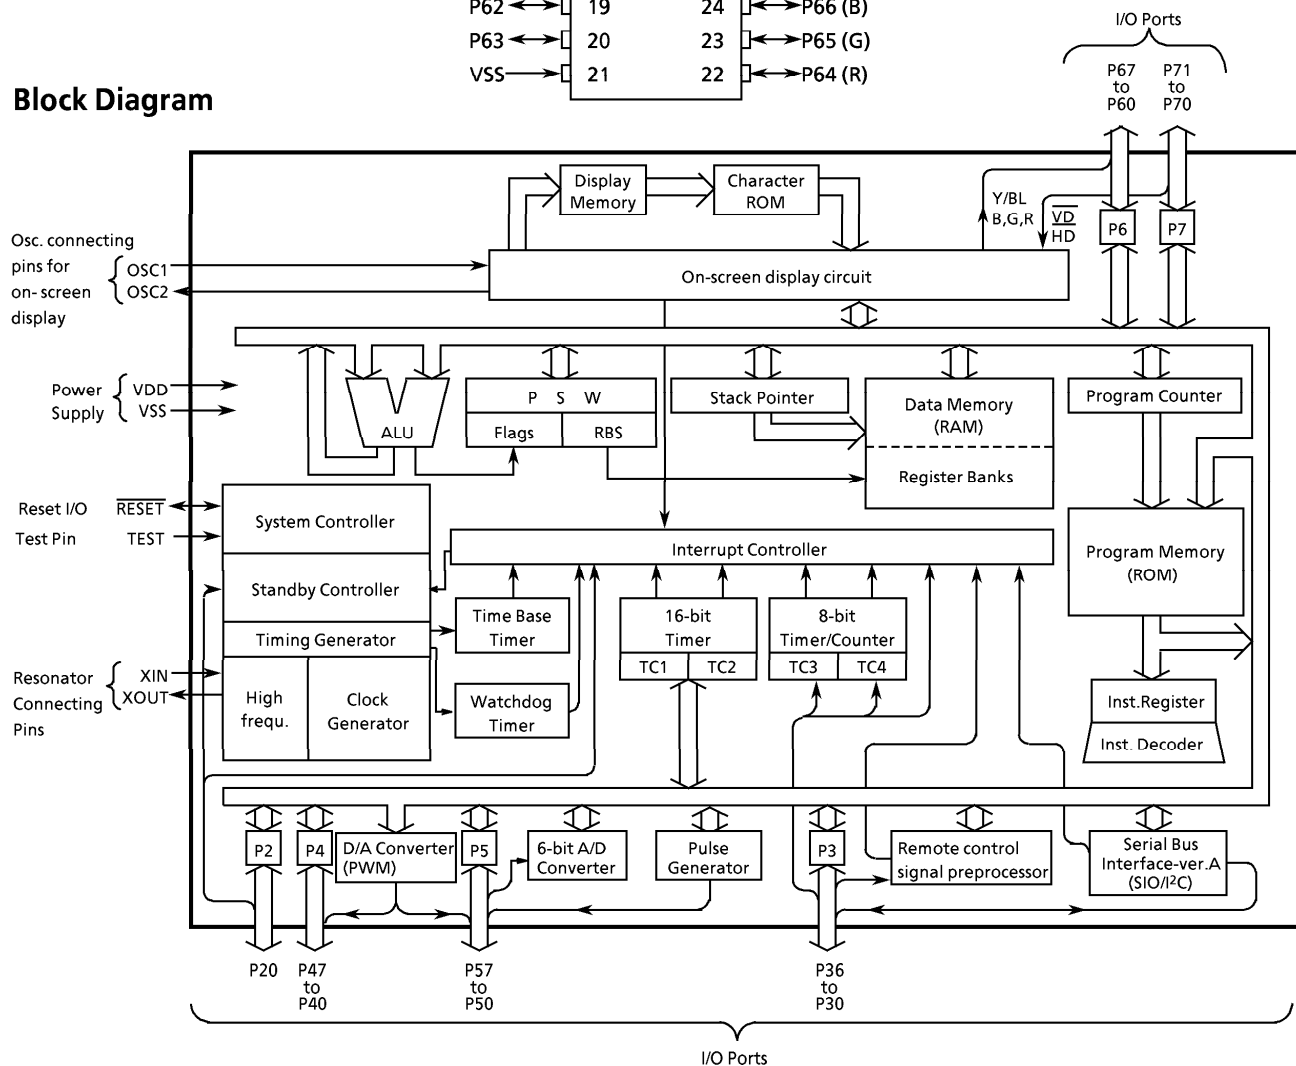 P62 19 24 P66 (B)
P63 20 23 P65 (G)
VSS 21 22 P64 (R)
I/O Ports
P67 P71
to to
P60 P70
Block Diagram
Display
Memory
Character
ROM
Y/BL
B,G,R
VD
HD
P6
P7
Osc. connecting
pins for
on-screen
display
OSC1
OSC2
On-screen display circuit
Power
Supply
VDD
VSS
ALU
P S W
Flags
RBS
Stack Pointer
Data Memory
(RAM)
Register Banks
Program Counter
Reset I/O RESET
Test Pin TEST
System Controller
Standby Controller
Timing Generator
High
frequ.
Clock
Generator
Interrupt Controller
Program Memory
(ROM)
Time Base
Timer
16-bit
Timer
TC1 TC2
8-bit
Timer/Counter
TC3 TC4
Resonator
Connecting
Pins
XIN
XOUT
Watchdog
Timer
Inst.Register
Inst. Decoder
P2
P4
D/A Converter
(PWM)
P5
6-bit A/D
Converter
Pulse
Generator
P3
Remote control
signal preprocessor
Serial Bus
Interface-ver.A
(SIO/I²C)
P20
P47
to
P40
P57
to
P50
P36
to
P30
I/O Ports